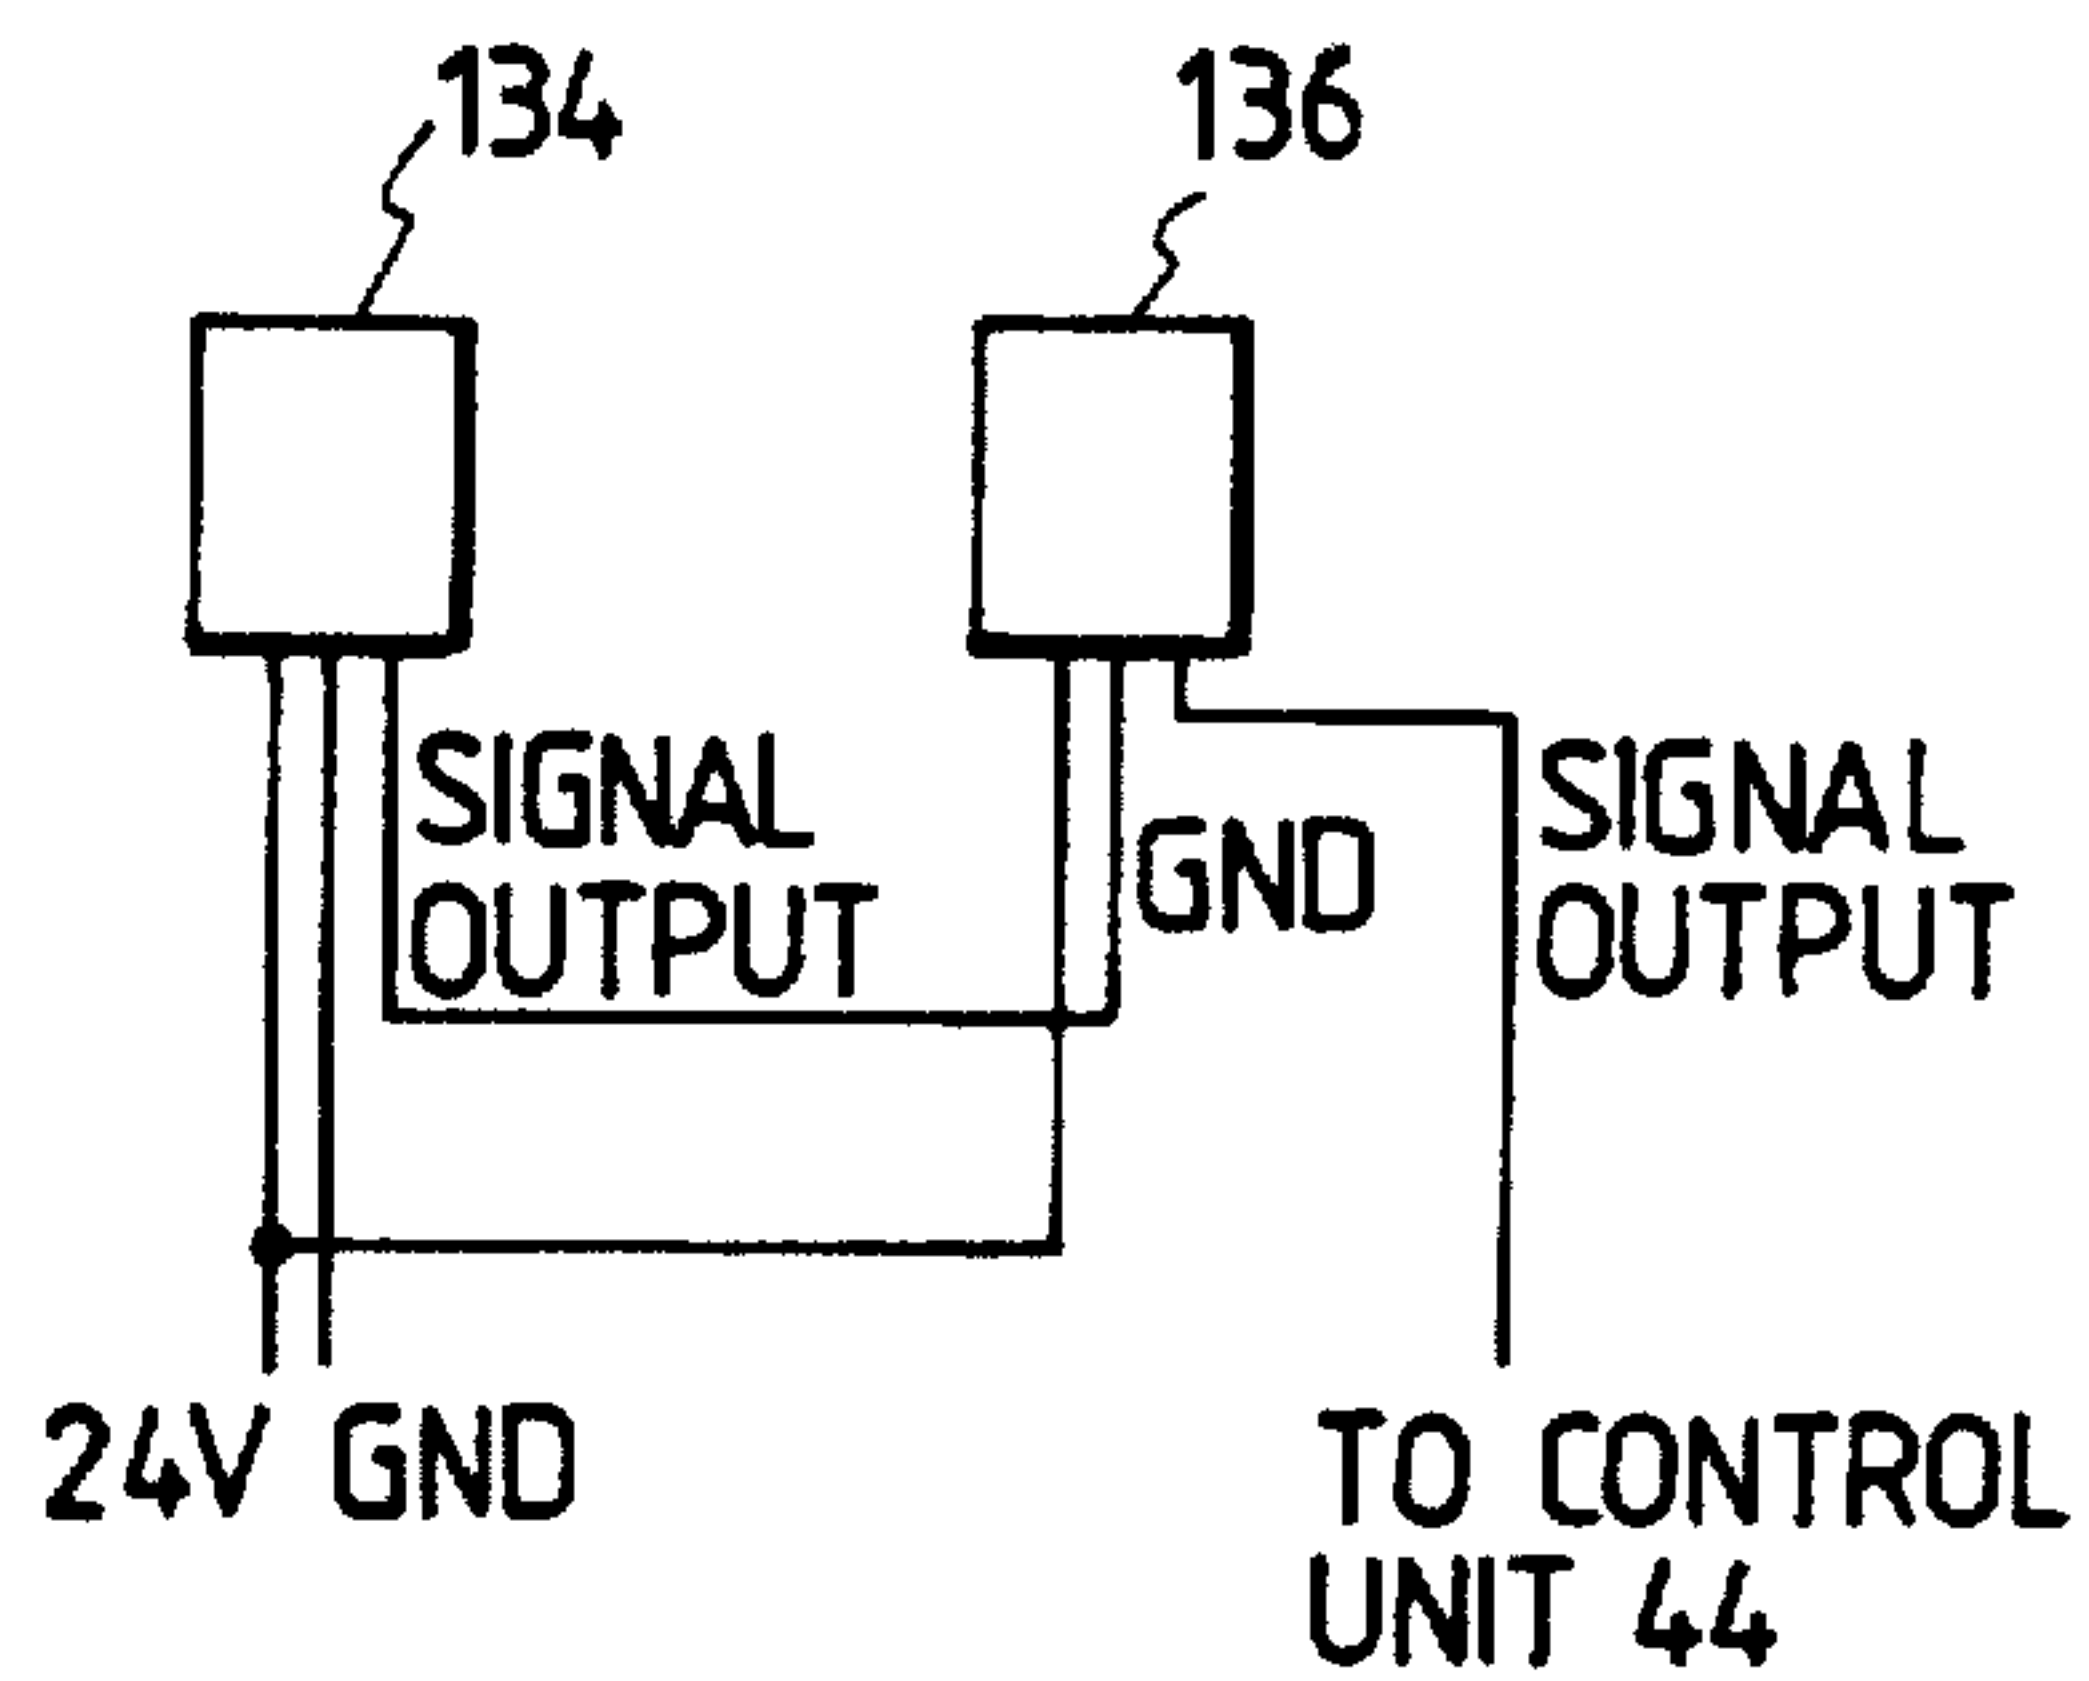 134
136
SIGNAL
OUTPUT
GND
SIGNAL
OUTPUT
24V GND
TO CONTROL
UNIT 44